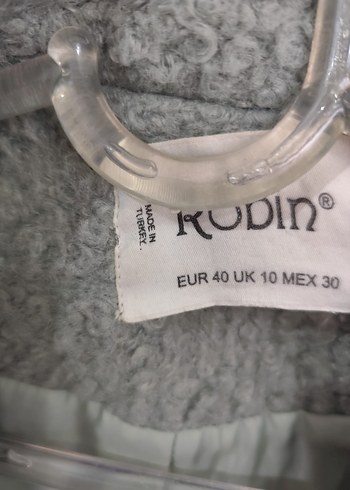 Robin®
MADE IN
TURKEY.
EUR 40 UK 10 MEX 30